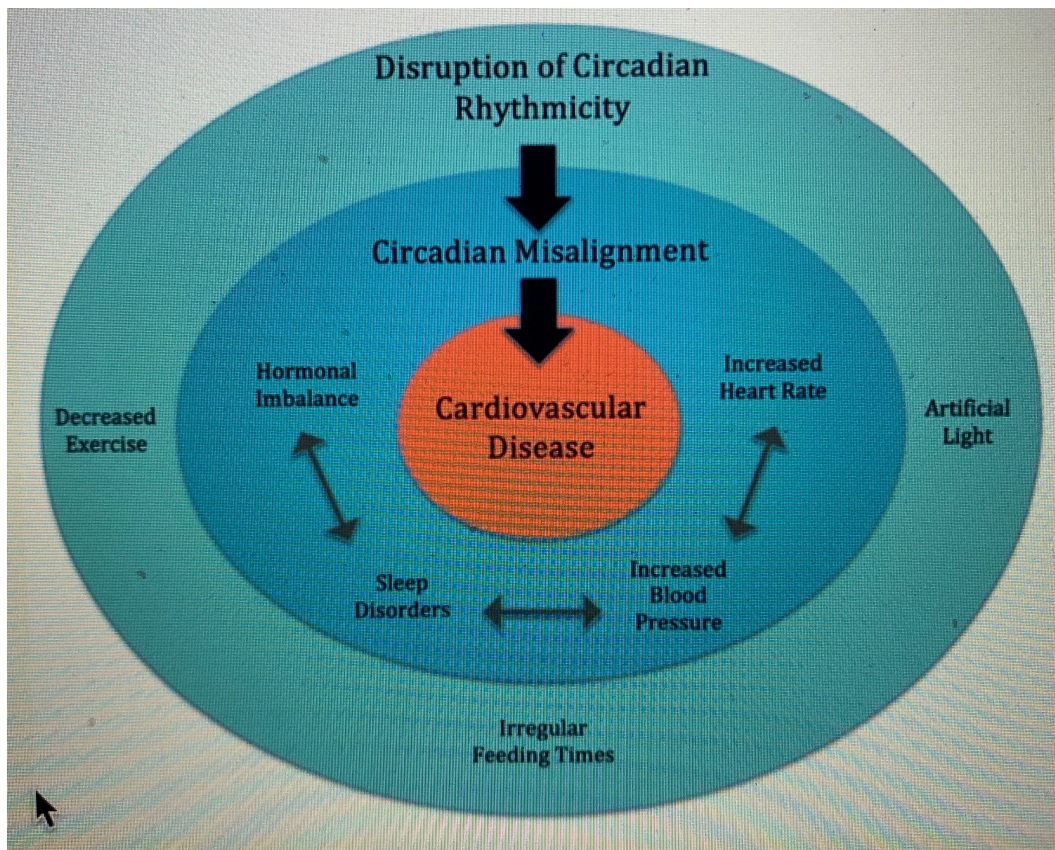 Disruption of Circadian
Rhythmicity
Circadian Misalignment
Hormonal
Imbalance
Increased
Heart Rate
Decreased
Exercise
Cardiovascular
Disease
Artificial
Light
Sleep
Disorders
Increased
Blood
Pressure
Irregular
Feeding Times